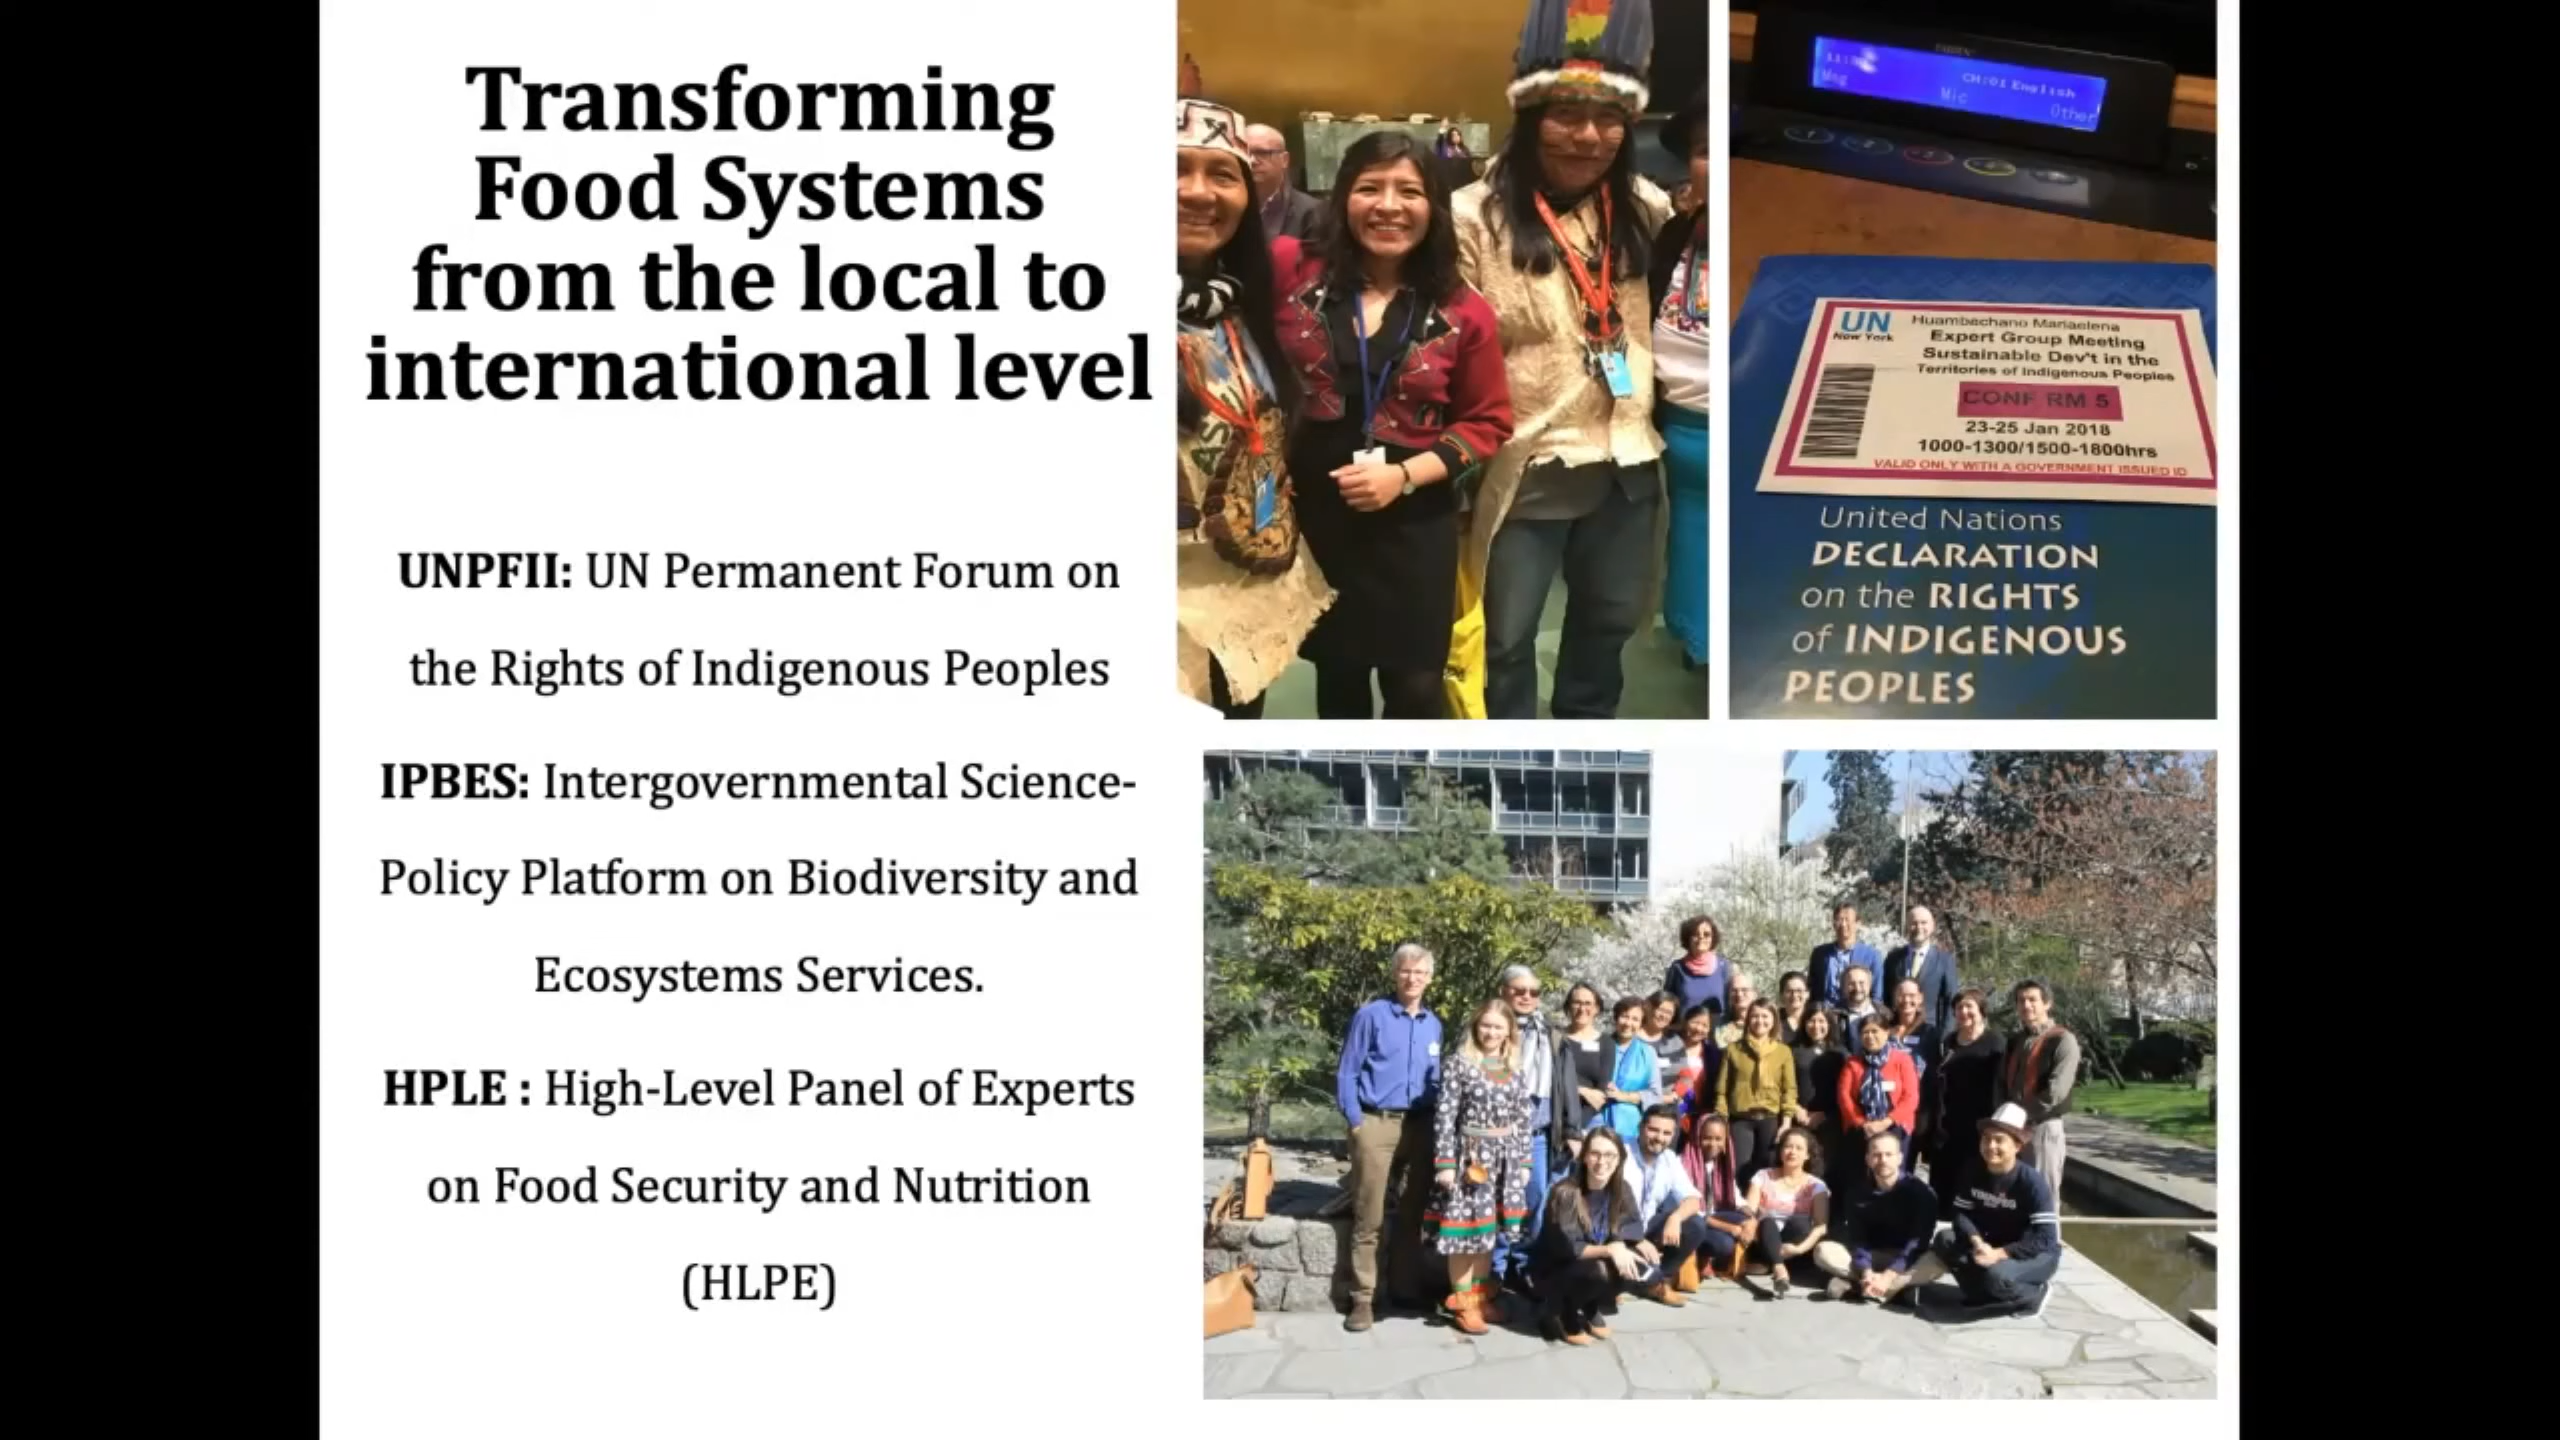 Transforming
Food Systems
from the local to
international level
UNPFII: UN Permanent Forum on
the Rights of Indigenous Peoples
IPBES: Intergovernmental Science-
Policy Platform on Biodiversity and
Ecosystems Services.
HPLE : High-Level Panel of Experts
on Food Security and Nutrition
(HLPE)
CH:01 English
Msg
Mic
Other
UN
New York
Huambachano Mariaelena
Expert Group Meeting
Sustainable Dev't in the
Territories of Indigenous Peoples
CONF RM 5
23-25 Jan 2018
1000-1300/1500-1800hrs
VALID ONLY WITH A GOVERNMENT ISSUED ID
United Nations
DECLARATION
on the RIGHTS
of INDIGENOUS
PEOPLES